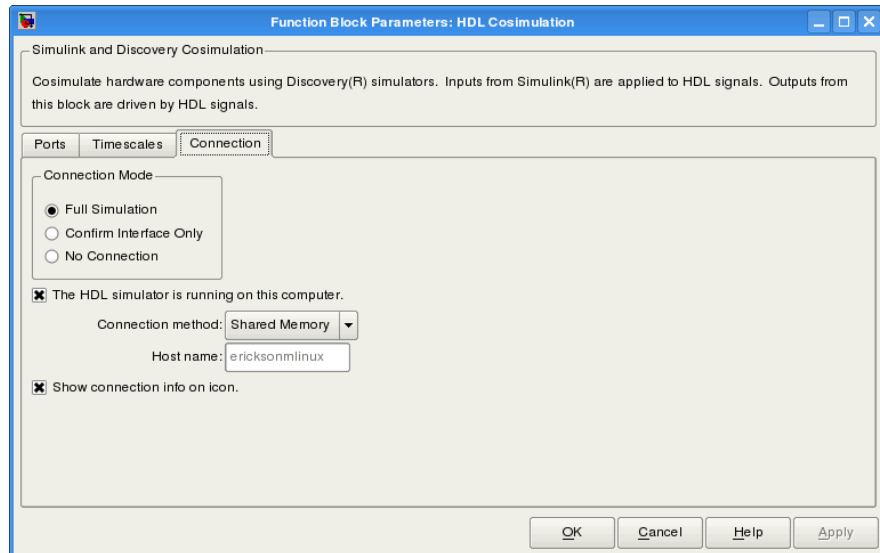 Function Block Parameters: HDL Cosimulation
Simulink and Discovery Cosimulation
Cosimulate hardware components using Discovery(R) simulators. Inputs from Simulink(R) are applied to HDL signals. Outputs from
this block are driven by HDL signals.
Ports Timescales Connection
Connection Mode
Full Simulation
Confirm Interface Only
No Connection
The HDL simulator is running on this computer.
Connection method: Shared Memory
Host name: ericksonmlinux
Show connection info on icon.
OK Cancel Help Apply